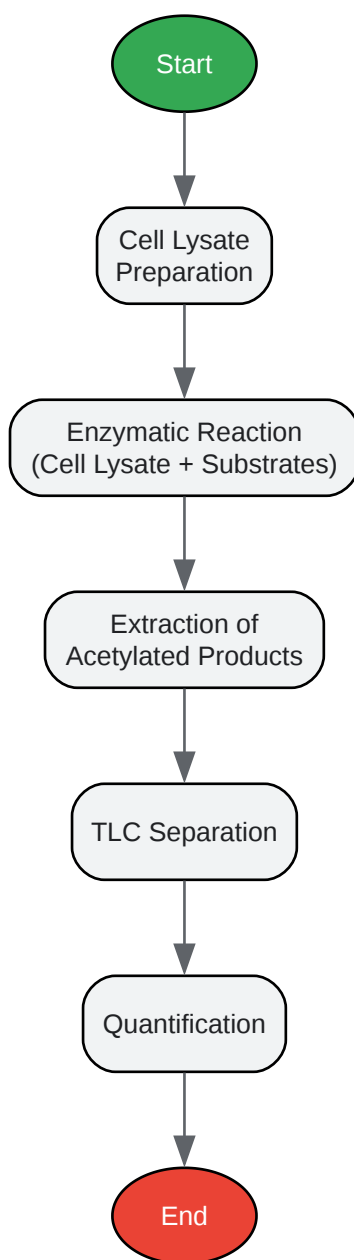 Start
Cell Lysate
Preparation
Enzymatic Reaction
(Cell Lysate + Substrates)
Extraction of
Acetylated Products
TLC Separation
Quantification
End